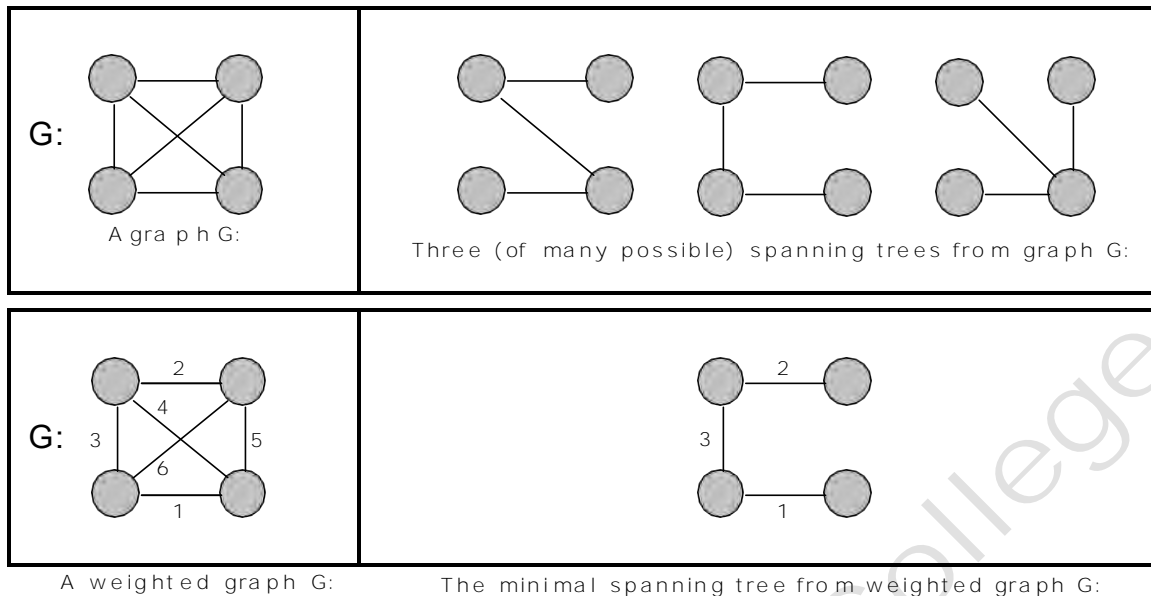 G:
A graph G:
Three (of many possible) spanning trees from graph G:
G:
2
4
3
5
6
1
2
3
1
A weighted graph G:
The minimal spanning tree from weighted graph G:
ollege